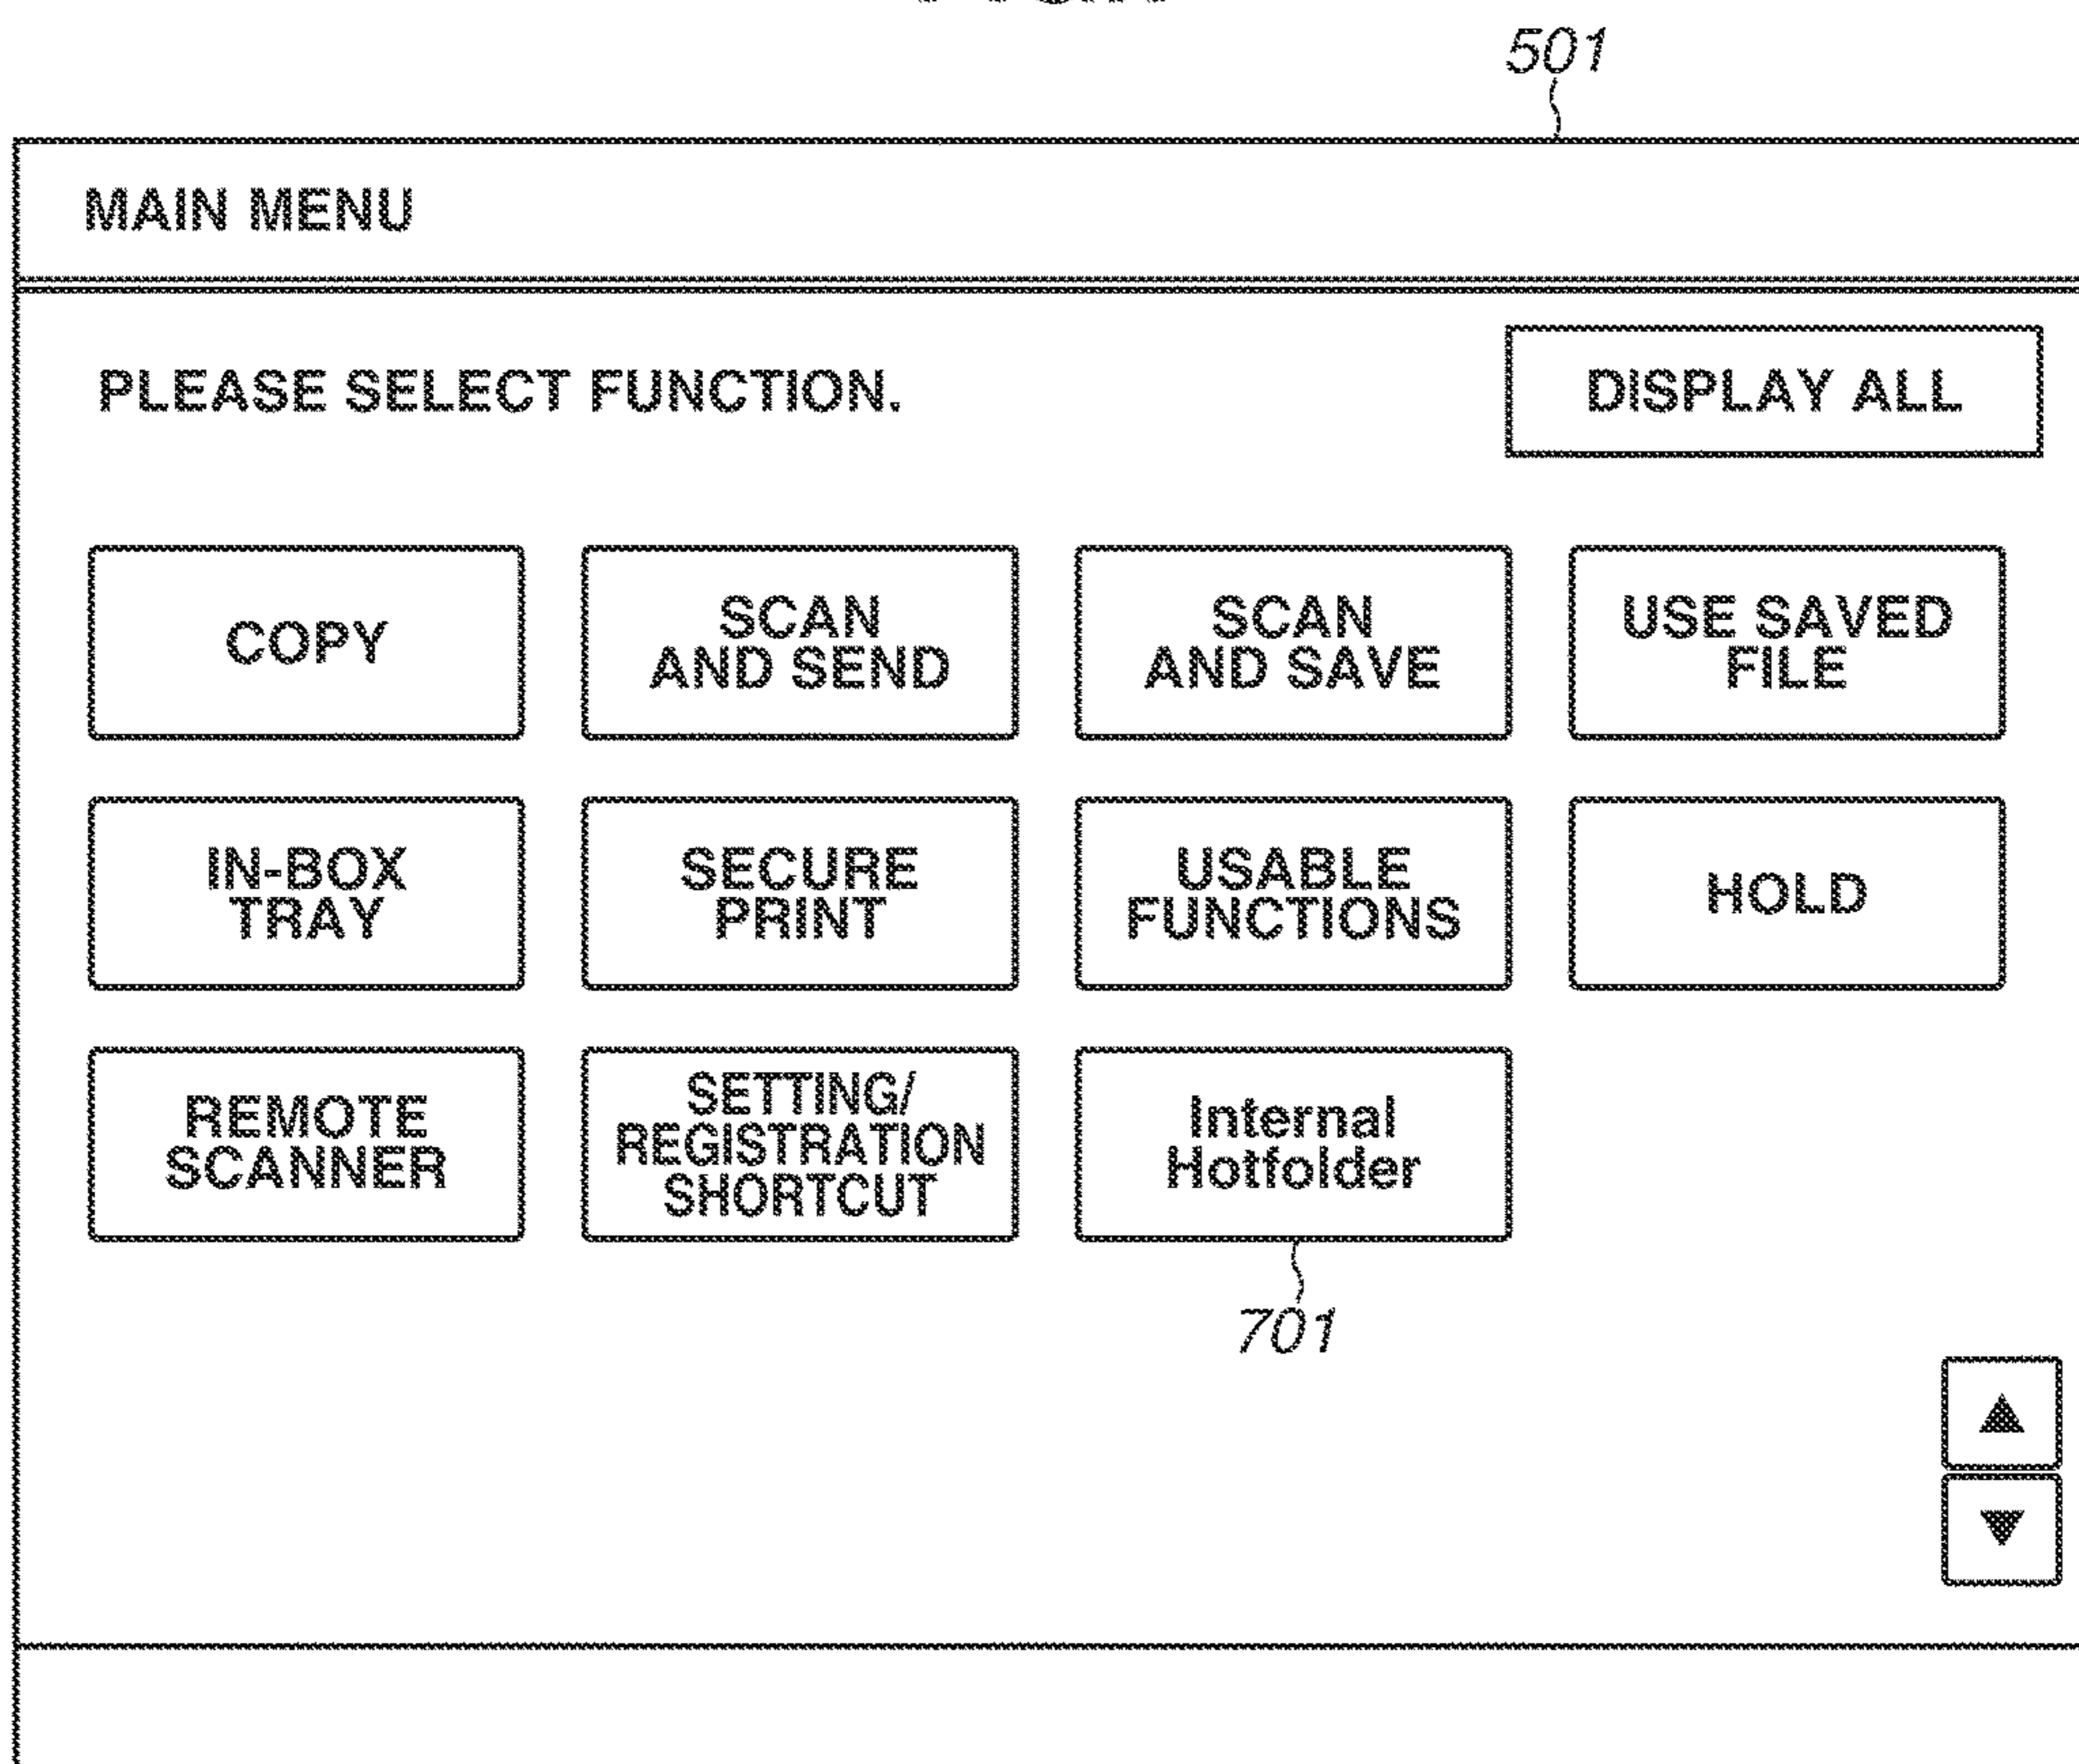 501
MAIN MENU
PLEASE SELECT FUNCTION.
DISPLAY ALL
COPY
SCAN
AND SEND
SCAN
AND SAVE
USE SAVED
FILE
IN-BOX
TRAY
SECURE
PRINT
USABLE
FUNCTIONS
HOLD
REMOTE
SCANNER
SETTING/
REGISTRATION
SHORTCUT
Internal
Hotfolder
701